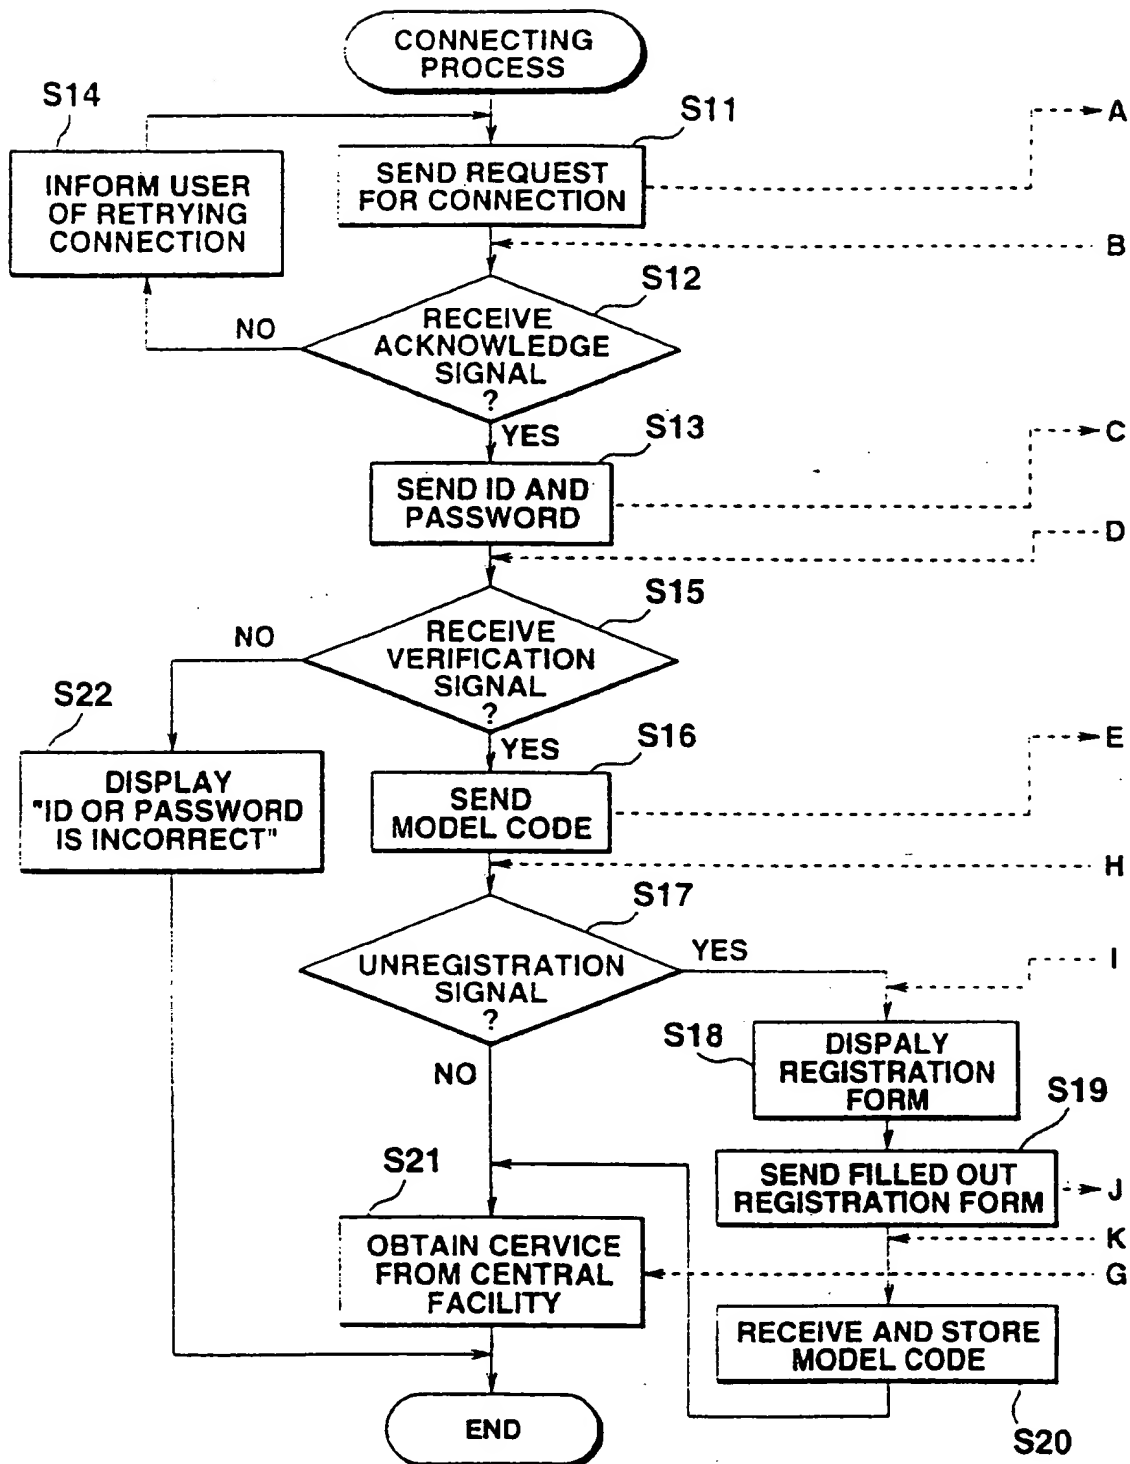 CONNECTING
PROCESS
S14
S11
A
INFORM USER
OF RETRYING
CONNECTION
SEND REQUEST
FOR CONNECTION
B
S12
NO
RECEIVE
ACKNOWLEDGE
SIGNAL
?
YES
S13
C
SEND ID AND
PASSWORD
D
S15
NO
RECEIVE
VERIFICATION
SIGNAL
?
S22
YES
S16
E
DISPLAY
"ID OR PASSWORD
IS INCORRECT"
SEND
MODEL CODE
H
S17
YES
UNREGISTRATION
SIGNAL
?
I
NO
S18
DISPALY
REGISTRATION
FORM
S19
S21
SEND FILLED OUT
REGISTRATION FORM
J
K
OBTAIN CERVICE
FROM CENTRAL
FACILITY
G
RECEIVE AND STORE
MODEL CODE
END
S20